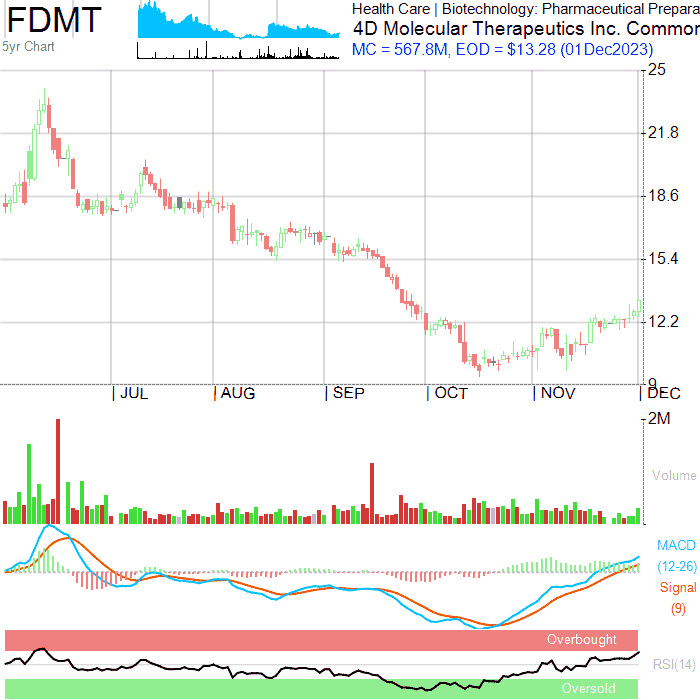 FDMT
5yr Chart
Health Care | Biotechnology: Pharmaceutical Prepara
4D Molecular Therapeutics Inc. Common
MC = 567.8M, EOD = $13.28 (01Dec2023)
25
21.8
18.6
15.4
12.2
9
| JUL | AUG | SEP | OCT | NOV | DEC
2M
Volume
MACD
(12-26)
Signal
(9)
Overbought
RSI(14)
Oversold